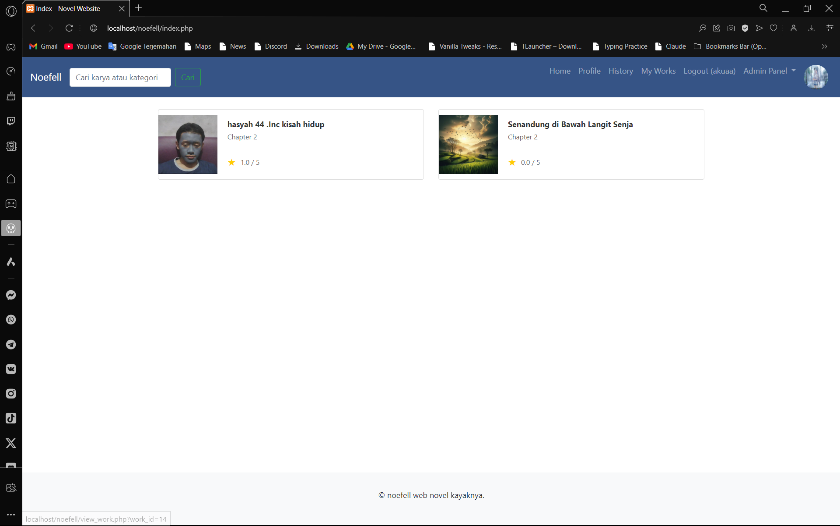 Index - Novel Website
localhost/noefell/index.php
Gmail YouTube Google Terjemahan Maps News Discord Downloads My Drive - Google... Vanilla Tweaks - Res... TLauncher – Downl... Typing Practice Claude Bookmarks Bar (Op...
Noefell Cari karya atau kategori Cari Home Profile History My Works Logout (akuaa) Admin Panel
hasyah 44 .Inc kisah hidup
Chapter 2
1.0 / 5
Senandung di Bawah Langit Senja
Chapter 2
0.0 / 5
© noefell web novel kayaknya.
localhost/noefell/view_work.php?work_id=14